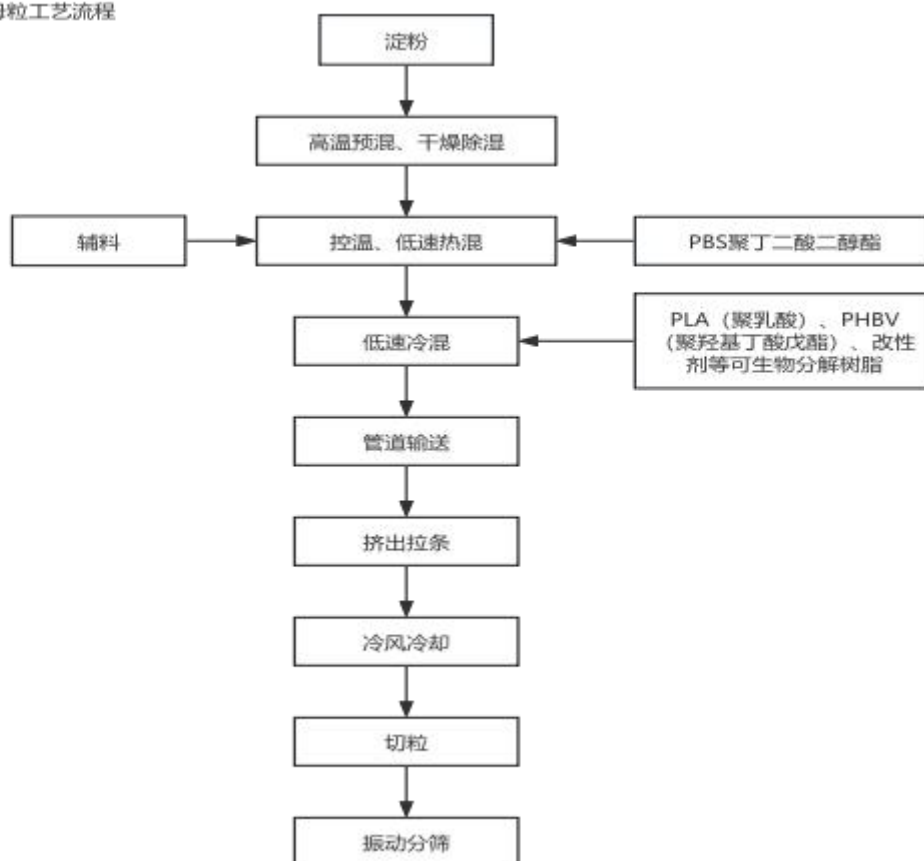 母粒工艺流程
淀粉
高温预混、干燥除湿
辅料
控温、低速热混
PBS聚丁二酸二醇酯
低速冷混
PLA（聚乳酸）、PHBV
（聚羟基丁酸戊酯）、改性
剂等可生物分解树脂
管道输送
挤出拉条
冷风冷却
切粒
振动分筛